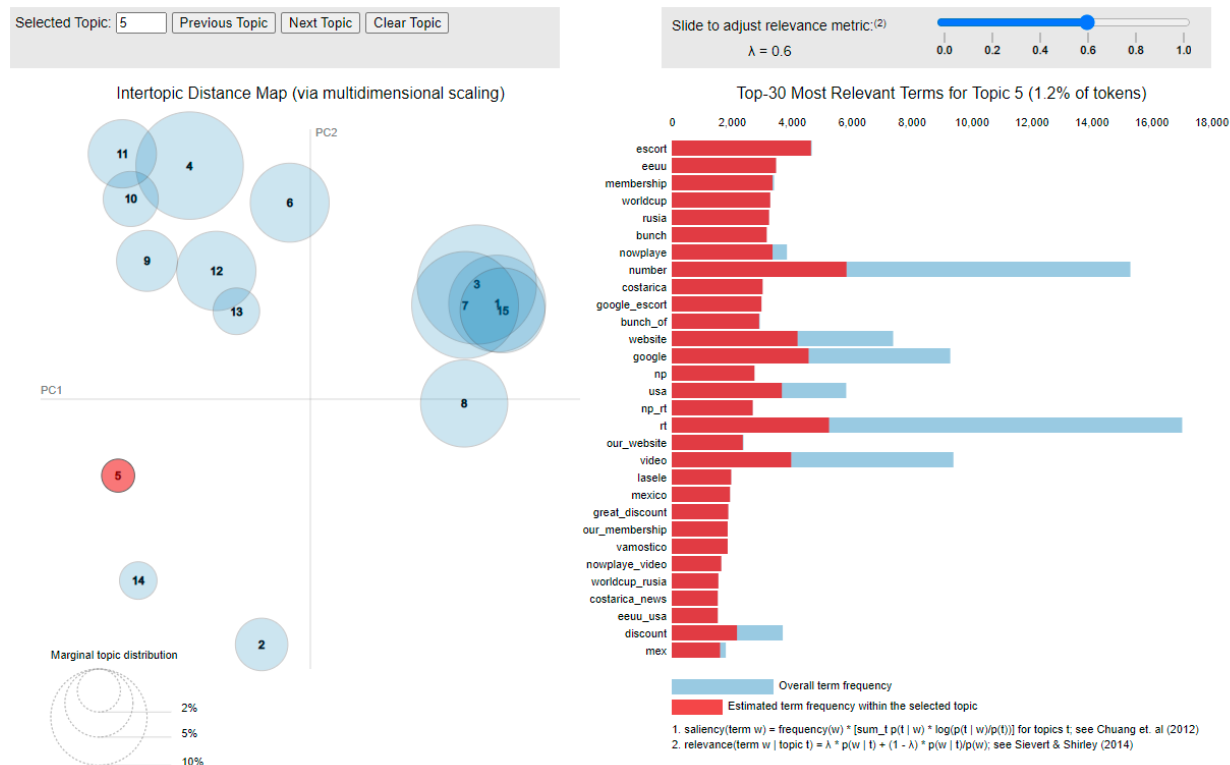 Selected Topic: 5 Previous Topic Next Topic Clear Topic
Slide to adjust relevance metric:(2)
λ = 0.6
0.0 0.2 0.4 0.6 0.8 1.0
Intertopic Distance Map (via multidimensional scaling)
PC2
PC1
11
4
10
6
9
12
13
3
7
1
15
8
5
14
2
Marginal topic distribution
2%
5%
10%
Top-30 Most Relevant Terms for Topic 5 (1.2% of tokens)
0 2,000 4,000 6,000 8,000 10,000 12,000 14,000 16,000 18,000
escort
eeuu
membership
worldcup
rusia
bunch
nowplaye
number
costarica
google_escort
bunch_of
website
google
np
usa
np_rt
rt
our_website
video
lasele
mexico
great_discount
our_membership
vamostico
nowplaye_video
worldcup_rusia
costarica_news
eeuu_usa
discount
mex
Overall term frequency
Estimated term frequency within the selected topic
1. saliency(term w) = frequency(w) * [sum_t p(t | w) * log(p(t | w)/p(t))] for topics t; see Chuang et. al (2012)
2. relevance(term w | topic t) = λ * p(w | t) + (1 - λ) * p(w | t)/p(w); see Sievert & Shirley (2014)